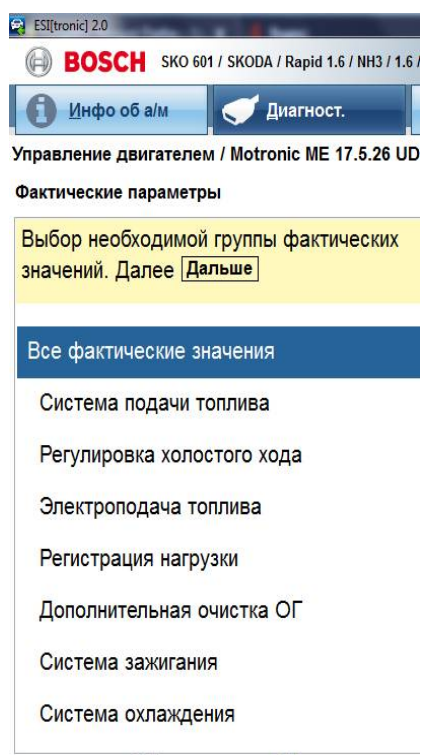 ESI[tronic] 2.0
BOSCH SKO 601 / SKODA / Rapid 1.6 / NH3 / 1.6 /
Инфо об а/м Диагност.
Управление двигателем / Motronic ME 17.5.26 UD
Фактические параметры
Выбор необходимой группы фактических
значений. Далее Дальше
Все фактические значения
Система подачи топлива
Регулировка холостого хода
Электроподача топлива
Регистрация нагрузки
Дополнительная очистка ОГ
Система зажигания
Система охлаждения